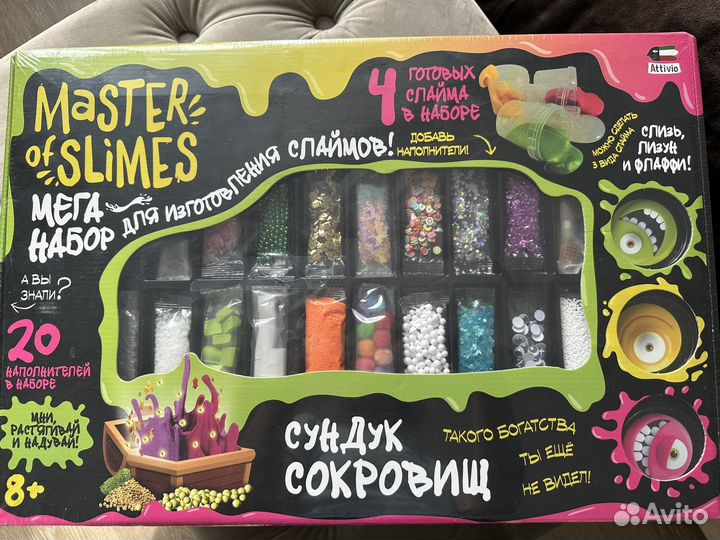 MASTER
of SLIMES
МЕГА
НАБОР
ДЛЯ ИЗГОТОВЛЕНИЯ СЛАЙМОВ!
4
ГОТОВЫХ
СЛАЙМА
В НАБОРЕ
ДОБАВЬ
НАПОЛНИТЕЛИ!
Attivio
МОЖНО СДЕЛАТЬ
3 ВИДА СЛАЙМА
СЛИЗЬ,
ЛИЗУН
И ФЛАФФИ!
А ВЫ
ЗНАЛИ?
20
НАПОЛНИТЕЛЕЙ
В НАБОРЕ
МНИ,
РАСТЯГИВАЙ
И НАДУВАЙ!
8+
СУНДУК
СОКРОВИЩ
ТАКОГО БОГАТСТВА
ТЫ ЕЩЁ
НЕ ВИДЕЛ!
Avito